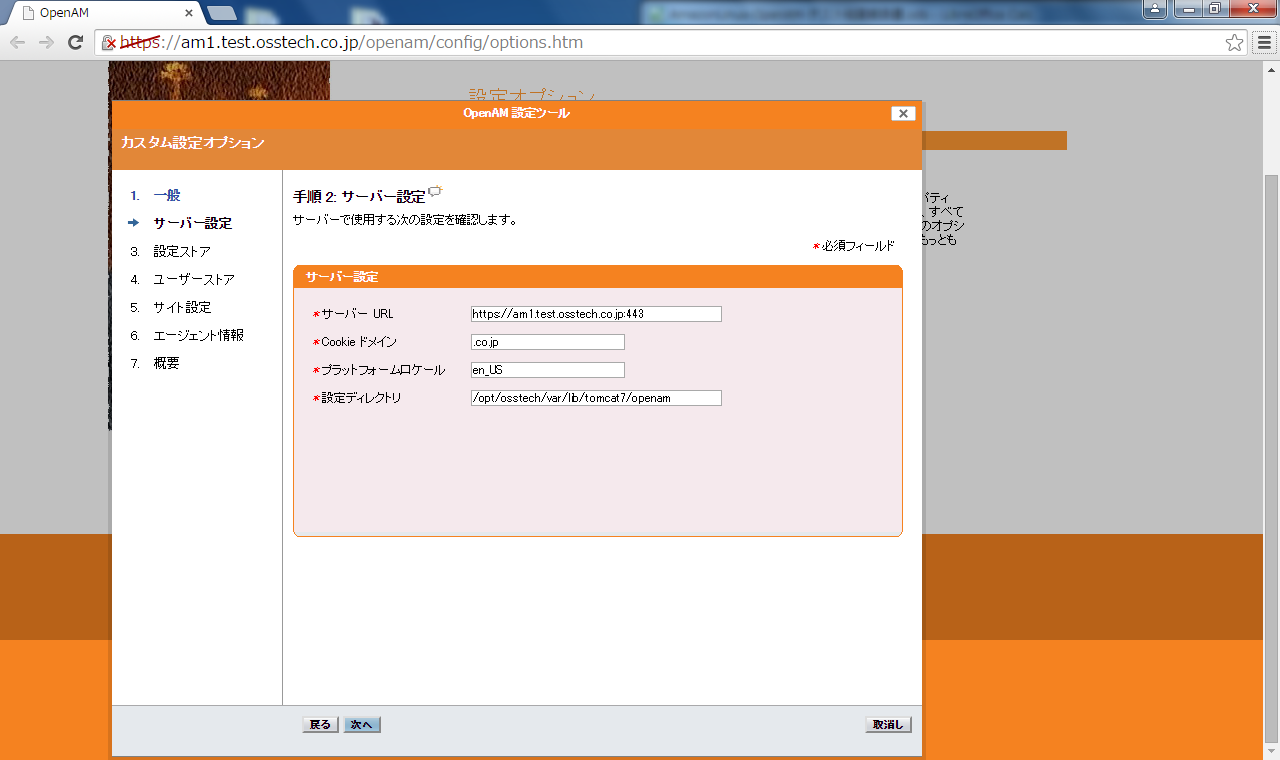 OpenAM
https://am1.test.osstech.co.jp/openam/config/options.htm
設定オプション
OpenAM 設定ツール
カスタム設定オプション
1. 一般
サーバー設定
3. 設定ストア
4. ユーザーストア
5. サイト設定
6. エージェント情報
7. 概要
手順 2: サーバー設定
サーバーで使用する次の設定を確認します。
*必須フィールド
サーバー設定
*サーバー URL https://am1.test.osstech.co.jp:443
*Cookie ドメイン .co.jp
*プラットフォームロケール en_US
*設定ディレクトリ /opt/osstech/var/lib/tomcat7/openam
パティ
、すべて
のオプシ
もっとも
戻る 次へ 取消し